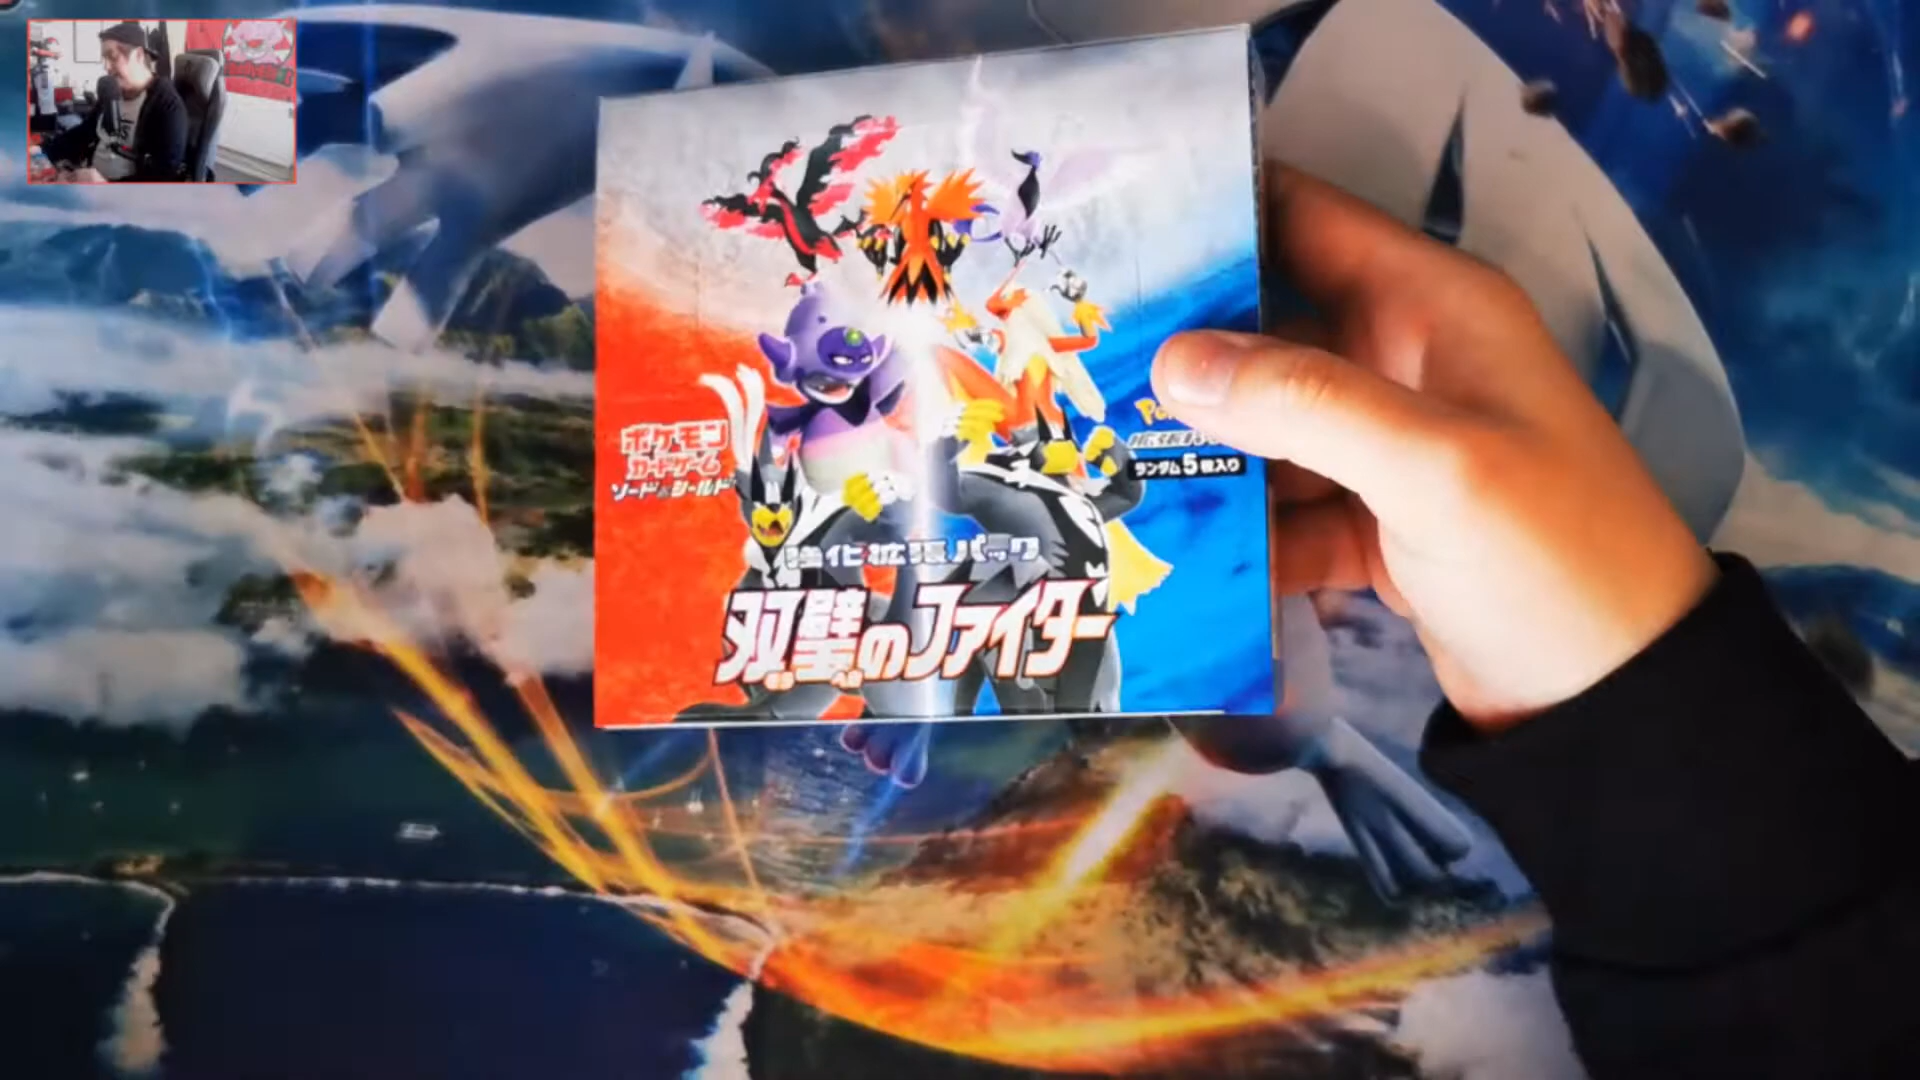 ポケモン
カードゲーム
ソード&シールド
ランダム5枚入り
強化拡張パック
双璧のファイター